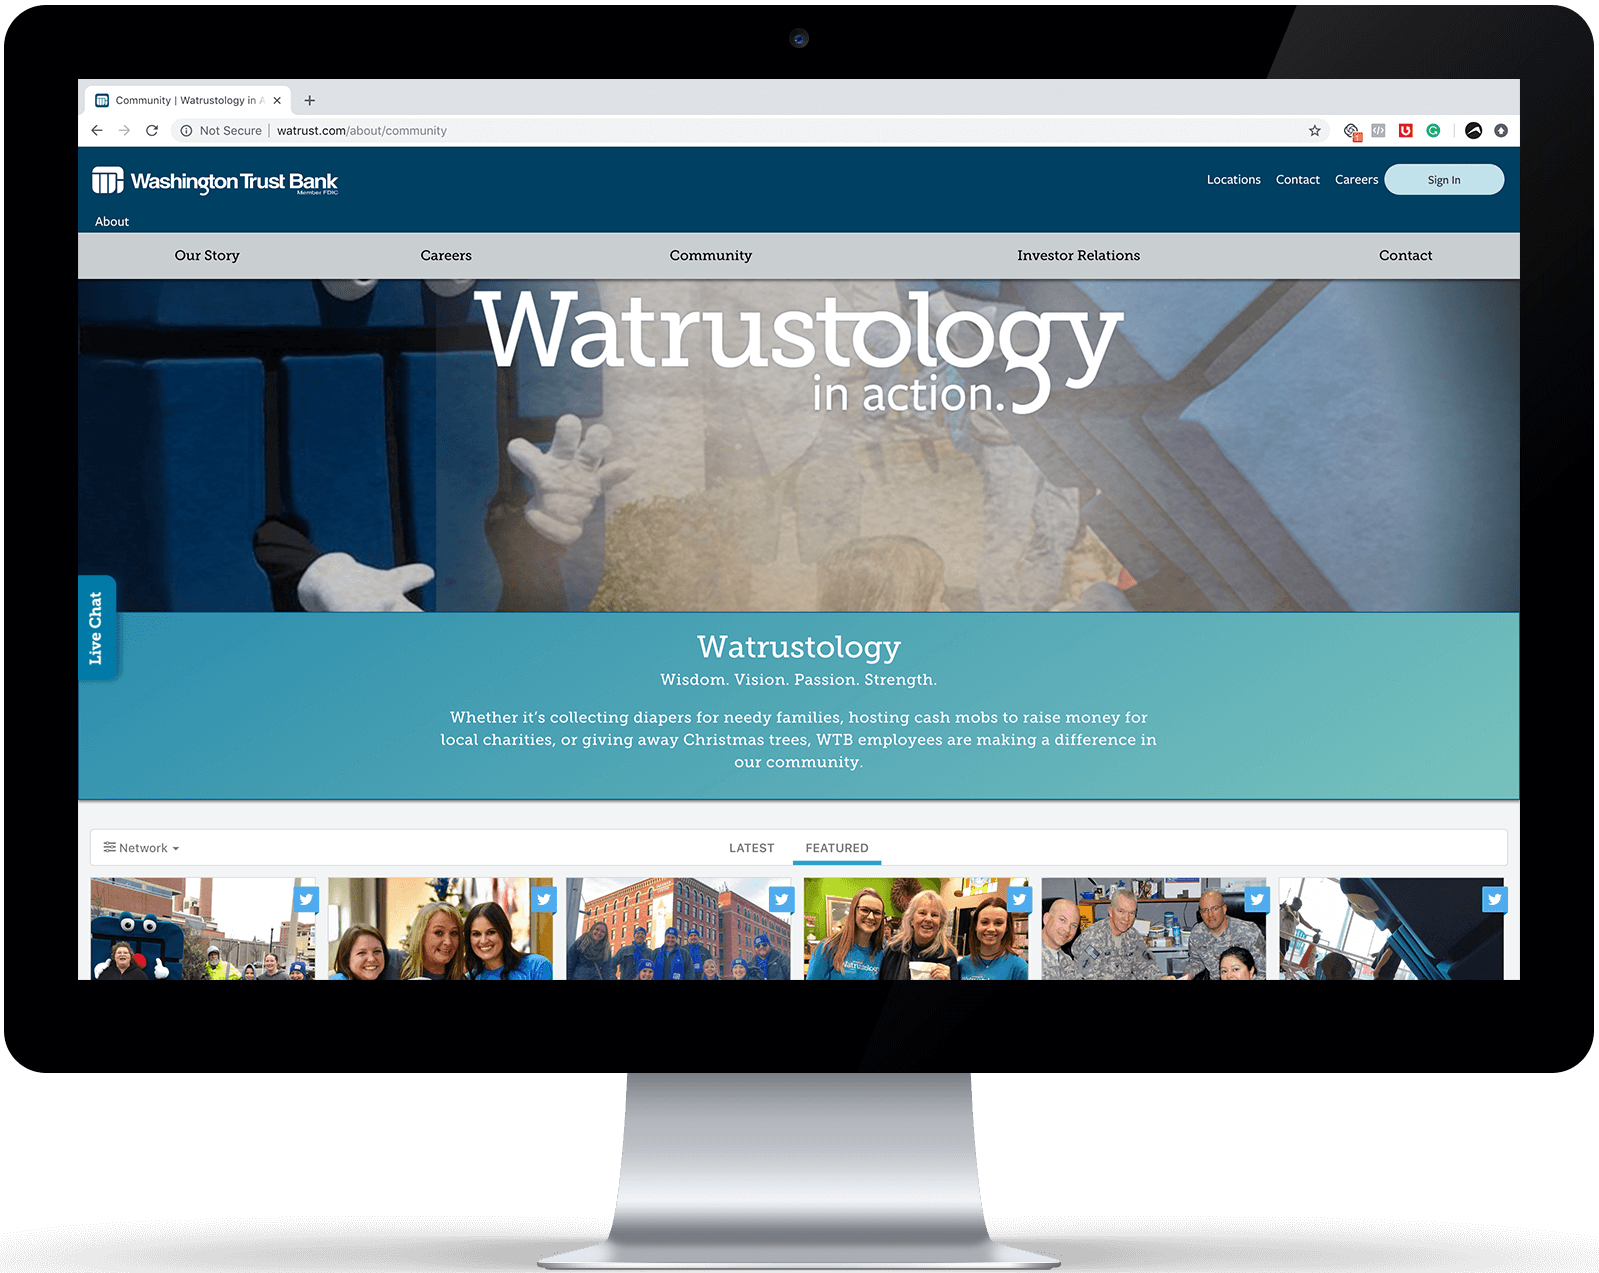 Community | Watrustology in A
Not Secure | watrust.com/about/community
Washington Trust Bank
Member FDIC
Locations Contact Careers Sign In
About
Our Story Careers Community Investor Relations Contact
Watrustology
in action.
Live Chat
Watrustology
Wisdom. Vision. Passion. Strength.
Whether it’s collecting diapers for needy families, hosting cash mobs to raise money for
local charities, or giving away Christmas trees, WTB employees are making a difference in
our community.
Network LATEST FEATURED